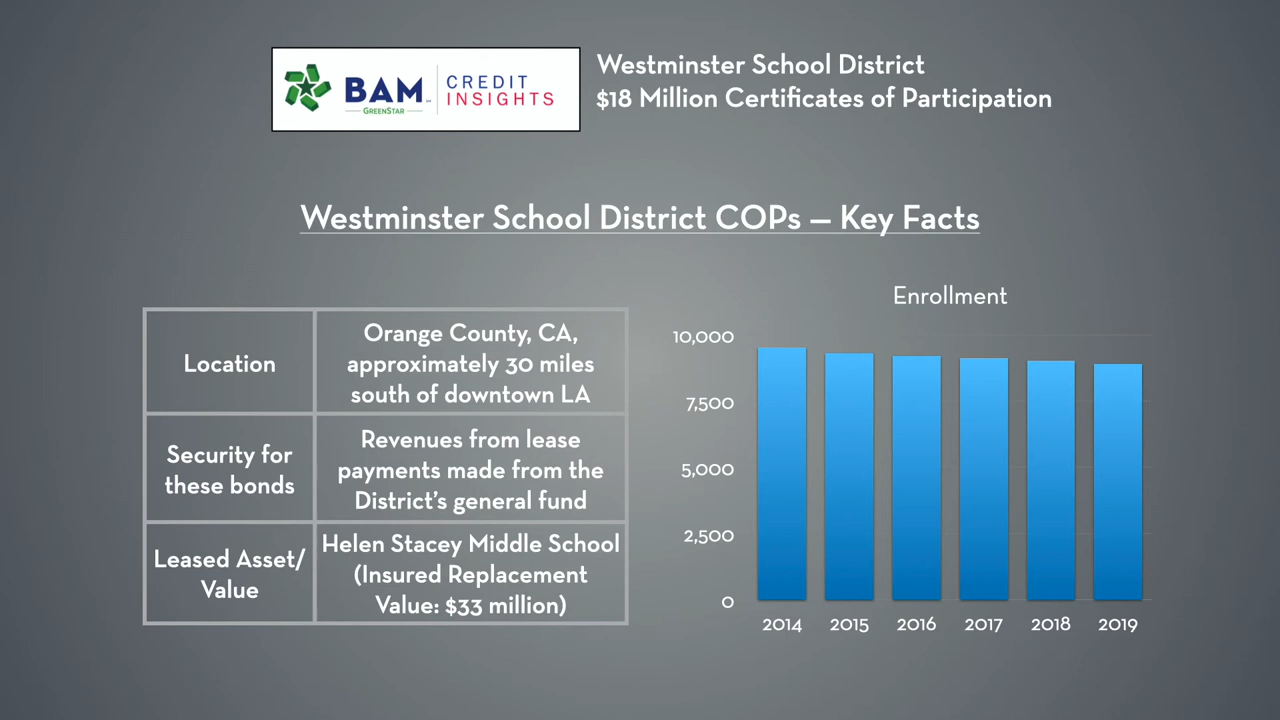 BAM
GREENSTAR
CREDIT
INSIGHTS
Westminster School District
$18 Million Certificates of Participation
Westminster School District COPs – Key Facts
Location
Orange County, CA,
approximately 30 miles
south of downtown LA
Security for
these bonds
Revenues from lease
payments made from the
District's general fund
Leased Asset/
Value
Helen Stacey Middle School
(Insured Replacement
Value: $33 million)
Enrollment
10,000
7,500
5,000
2,500
0
2014 2015 2016 2017 2018 2019